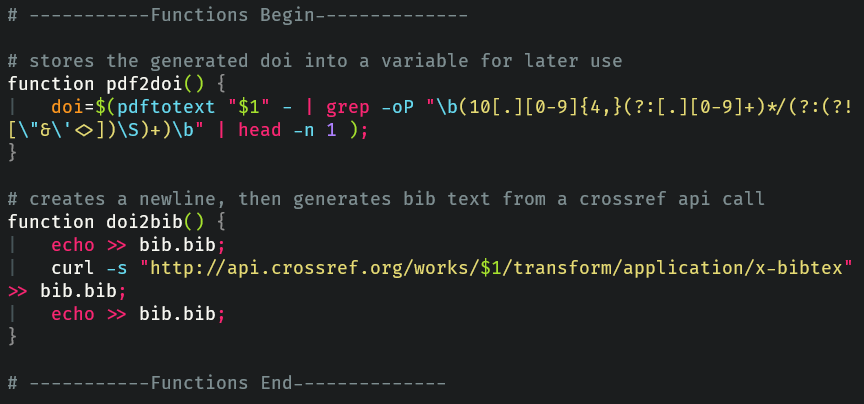 # -----------Functions Begin--------------

# stores the generated doi into a variable for later use
function pdf2doi() {
|   doi=$(pdftotext "$1" - | grep -oP "\b(10[.][0-9]{4,}(?:[.][0-9]+)*/(?:(?!
[\"&\'<>])\S)+)\b" | head -n 1 );
}

# creates a newline, then generates bib text from a crossref api call
function doi2bib() {
|   echo >> bib.bib;
|   curl -s "http://api.crossref.org/works/$1/transform/application/x-bibtex"
>> bib.bib;
|   echo >> bib.bib;
}

# -----------Functions End--------------